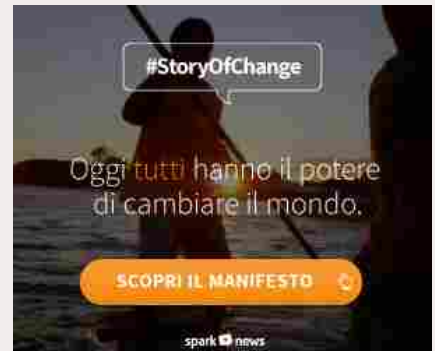 #StoryOfChange
Oggi tutti hanno il potere
di cambiare il mondo.
SCOPRI IL MANIFESTO
spark news